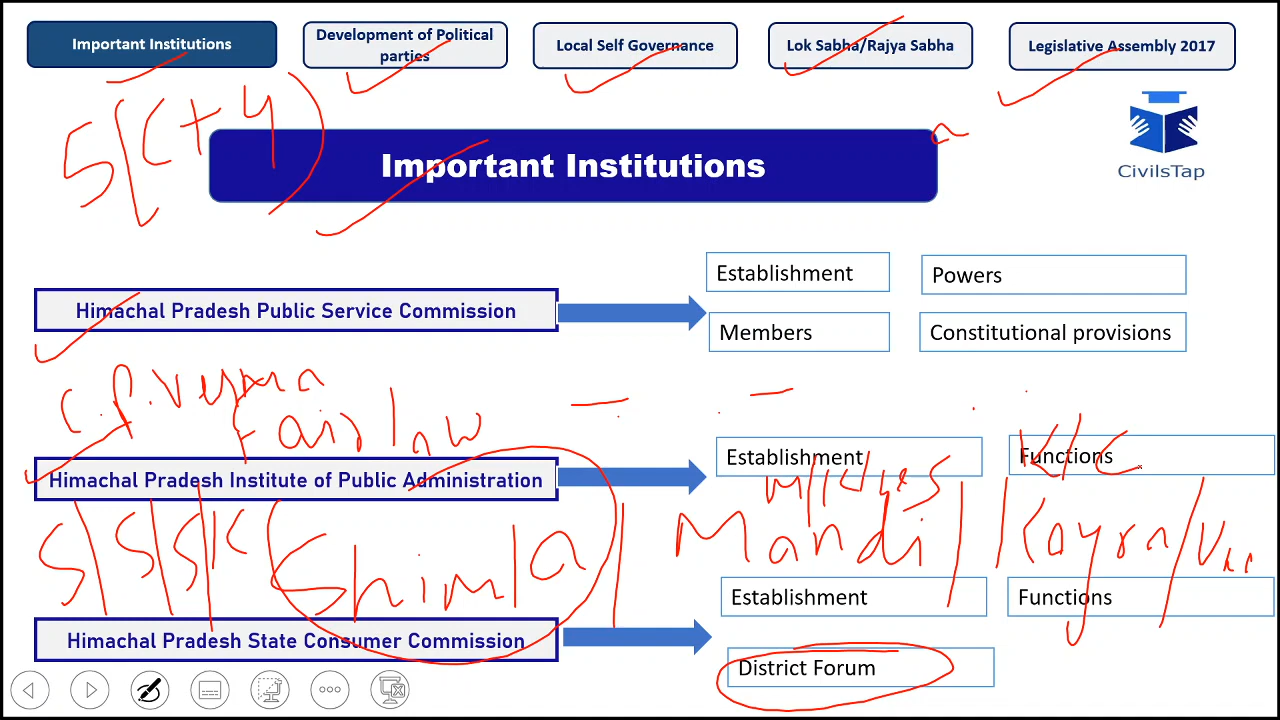 Important Institutions
Development of Political
parties
Local Self Governance
Lok Sabha/Rajya Sabha
Legislative Assembly 2017
5(C+4)
Important Institutions
CivilsTap
Himachal Pradesh Public Service Commission
Establishment
Powers
Members
Constitutional provisions
Fair law
Himachal Pradesh Institute of Public Administration
Establishment
Functions
K/C
S/S/S/K
Shimla
Mandi
Himachal Pradesh State Consumer Commission
Establishment
Functions
District Forum